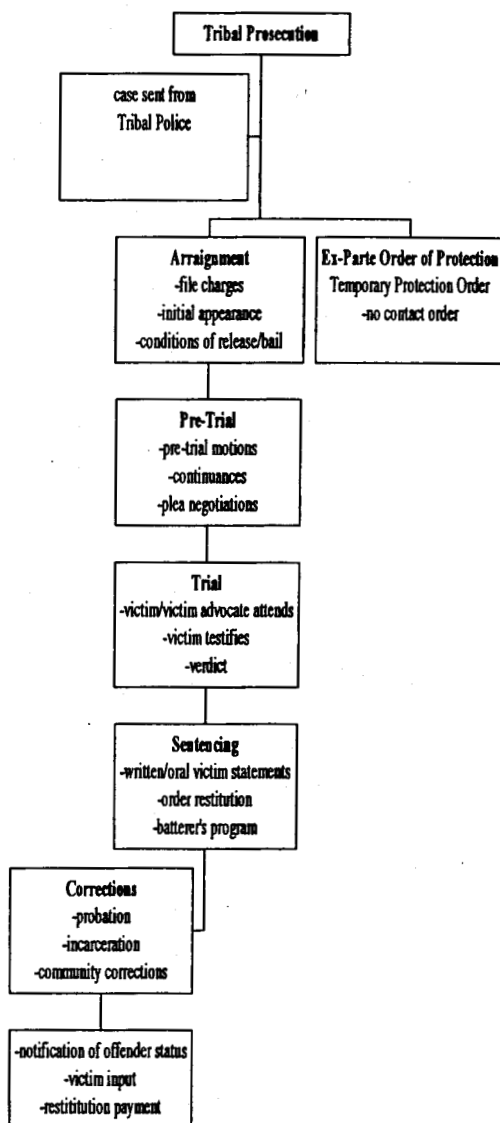 Tribal Prosecution
case sent from
Tribal Police
Arraignment
-file charges
-initial appearance
-conditions of release/bail
Ex-Parte Order of Protection
Temporary Protection Order
-no contact order
Pre-Trial
-pre-trial motions
-continuances
-plea negotiations
Trial
-victim/victim advocate attends
-victim testifies
-verdict
Sentencing
-written/oral victim statements
-order restitution
-batterer's program
Corrections
-probation
-incarceration
-community corrections
-notification of offender status
-victim input
-restititution payment